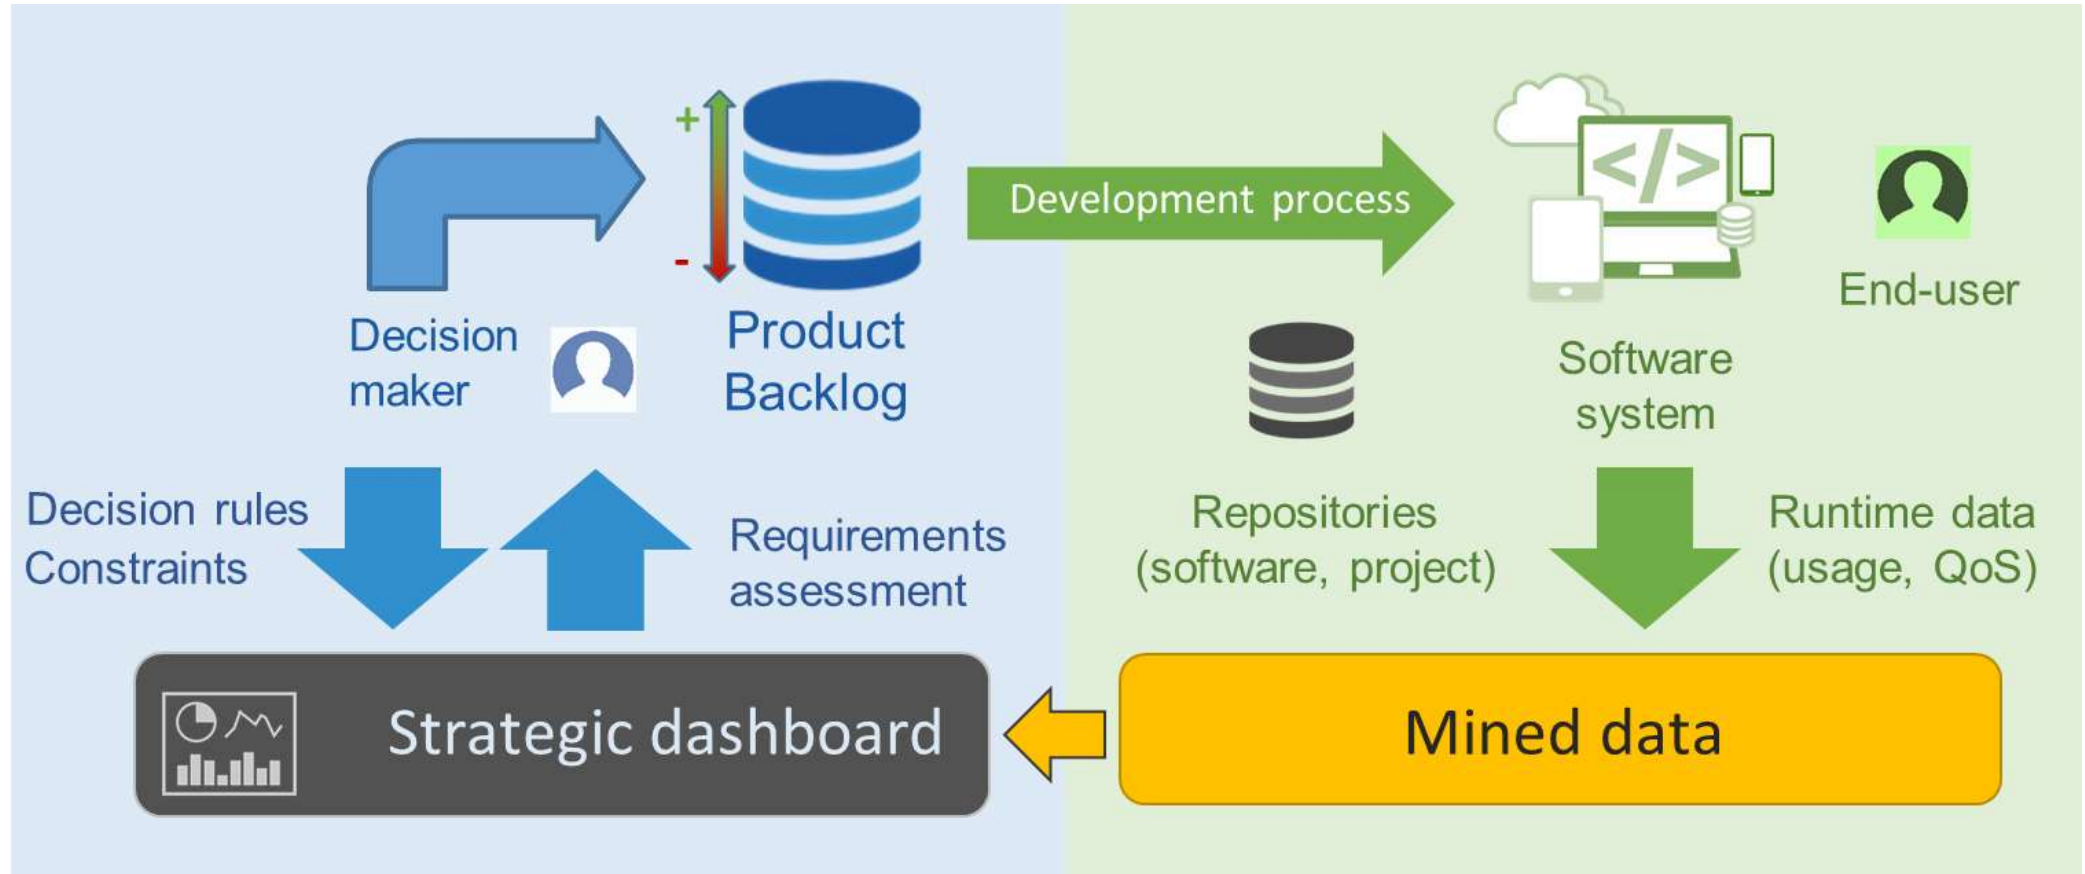 +
-
Decision
maker
Product
Backlog
Development process
</>
End-user
Software
system
Decision rules
Constraints
Requirements
assessment
Repositories
(software, project)
Runtime data
(usage, QoS)
Strategic dashboard
Mined data